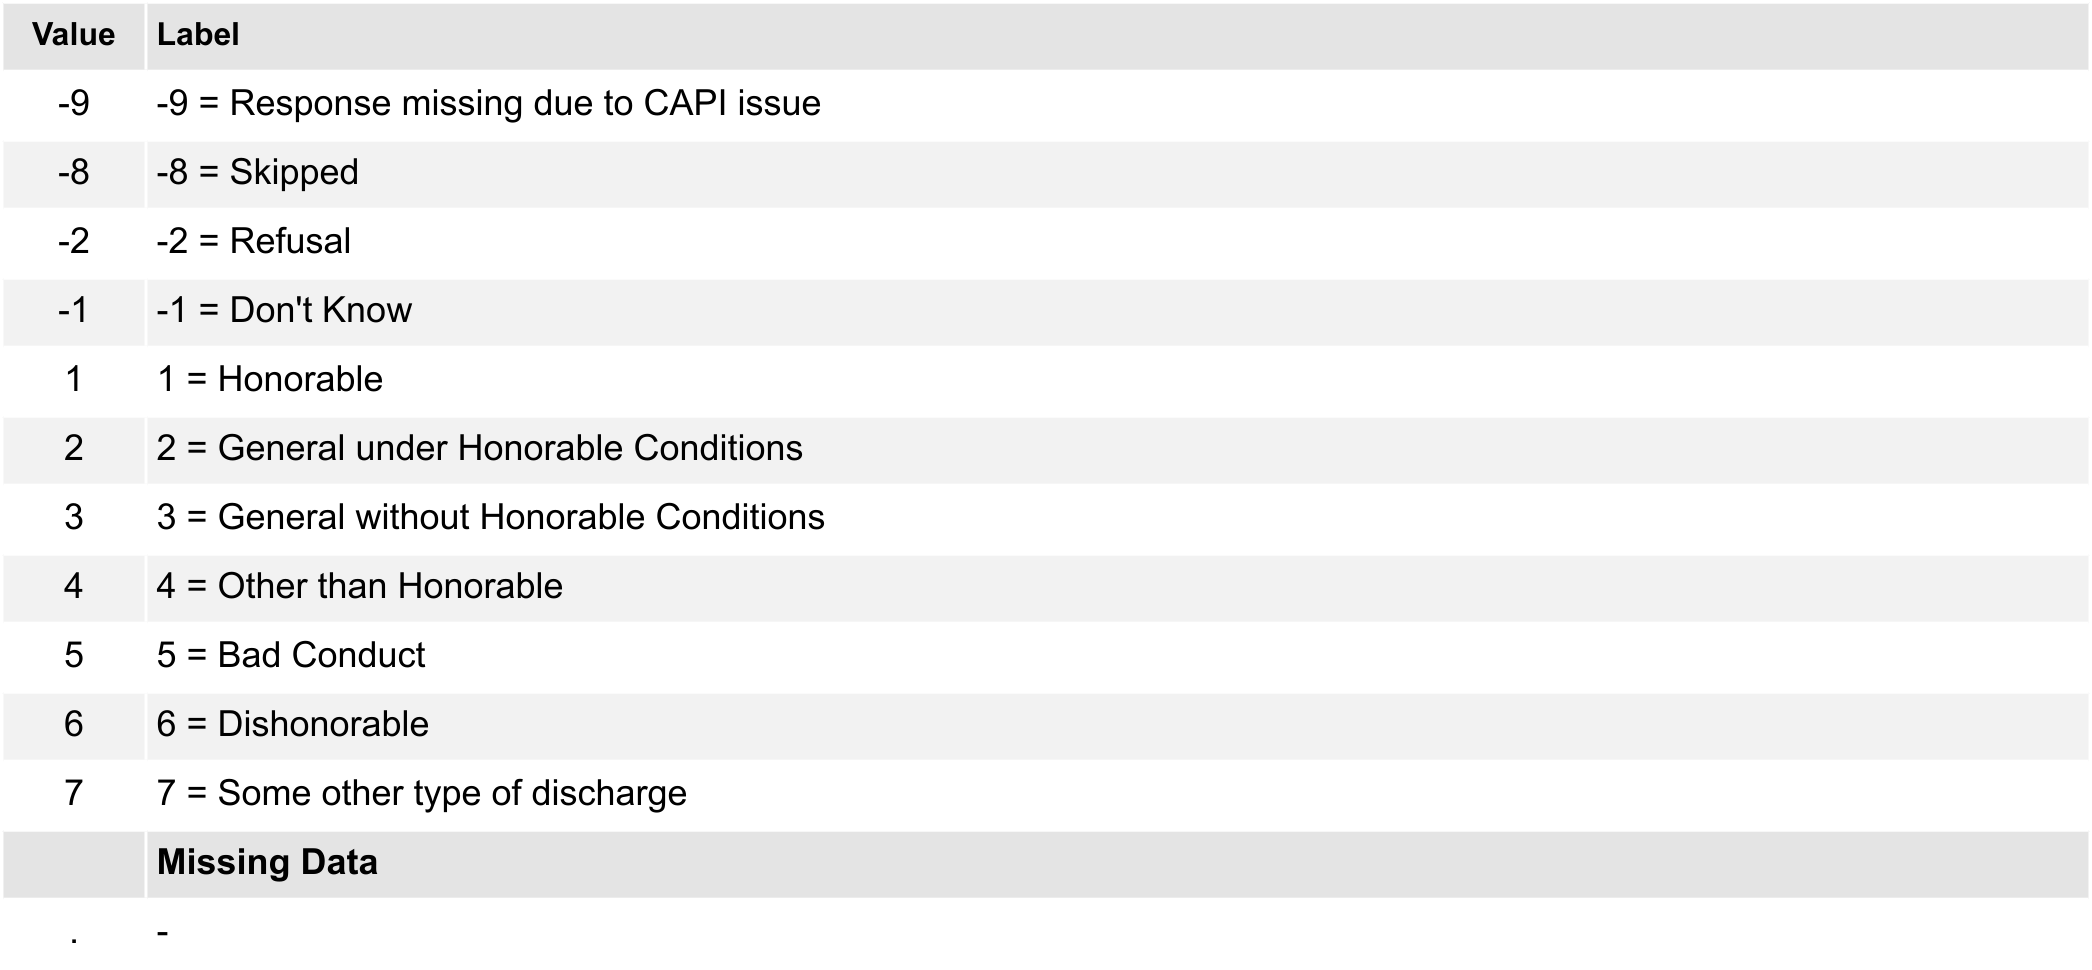 Value Label
-9 -9 = Response missing due to CAPI issue
-8 -8 = Skipped
-2 -2 = Refusal
-1 -1 = Don't Know
1 1 = Honorable
2 2 = General under Honorable Conditions
3 3 = General without Honorable Conditions
4 4 = Other than Honorable
5 5 = Bad Conduct
6 6 = Dishonorable
7 7 = Some other type of discharge
Missing Data
. -